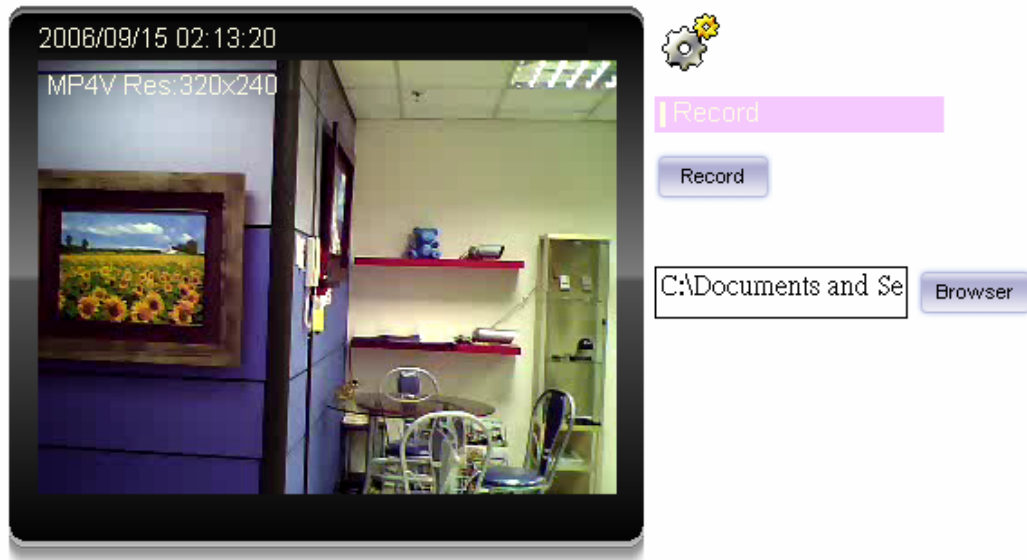 2006/09/15 02:13:20
MP4V Res:320x240
Record
Record
C:\Documents and Se
Browser